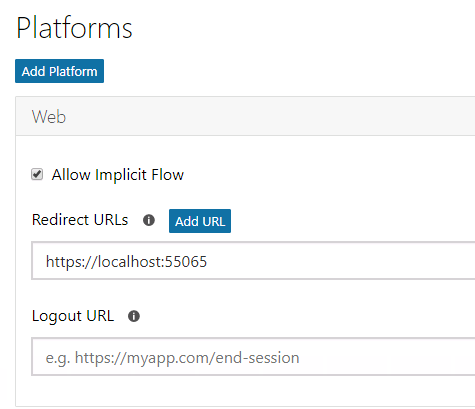 Platforms
Add Platform
Web
Allow Implicit Flow
Redirect URLs Add URL
https://localhost:55065
Logout URL
e.g. https://myapp.com/end-session